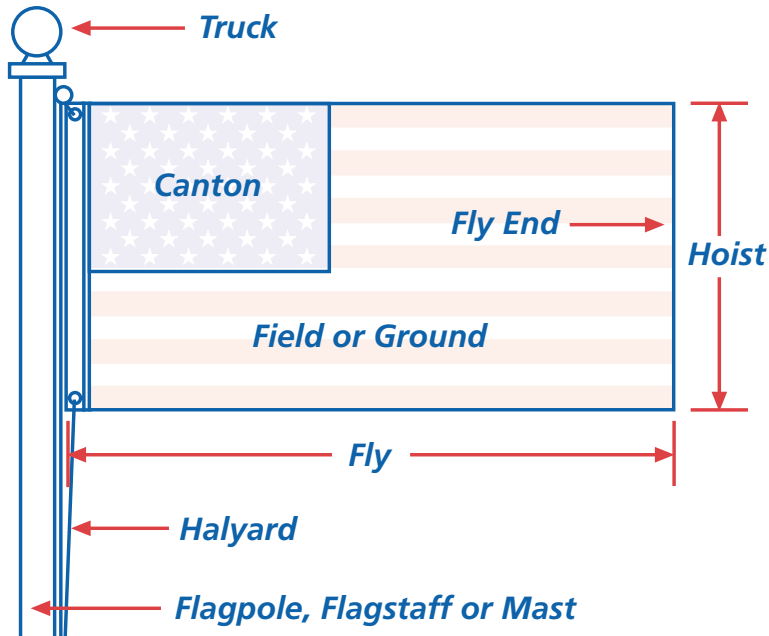 Truck
Canton
Fly End
Hoist
Field or Ground
Fly
Halyard
Flagpole, Flagstaff or Mast